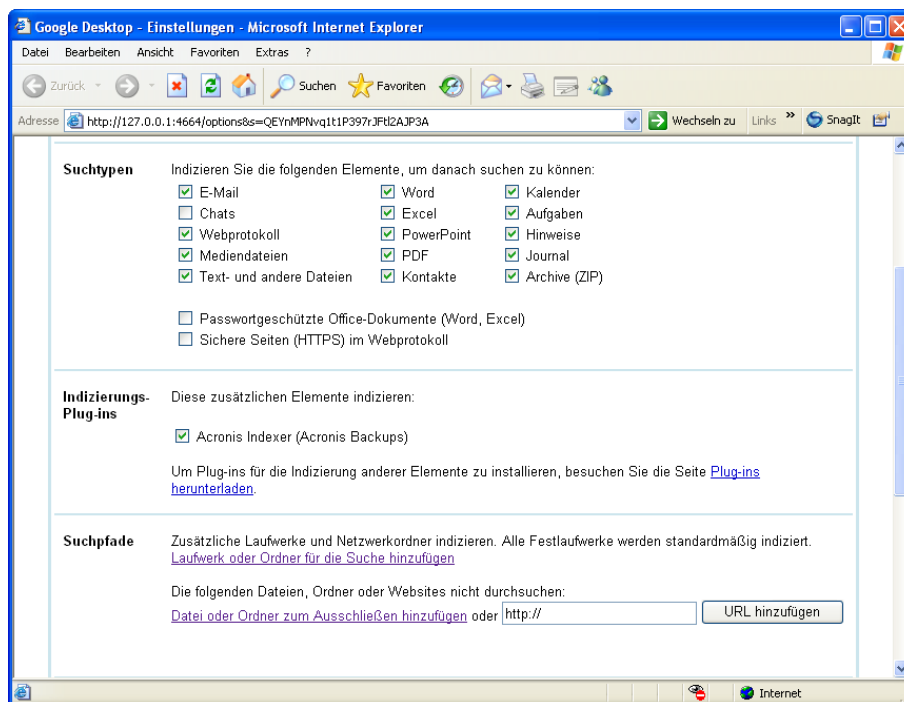 Google Desktop - Einstellungen - Microsoft Internet Explorer
Datei Bearbeiten Ansicht Favoriten Extras ?
Zurück Suchen Favoriten
Adresse http://127.0.0.1:4664/options&s=QEYnMPNvq1t1P397rJFtl2AJP3A Wechseln zu Links » SnagIt
Suchtypen Indizieren Sie die folgenden Elemente, um danach suchen zu können:
E-Mail Word Kalender
Chats Excel Aufgaben
Webprotokoll PowerPoint Hinweise
Mediendateien PDF Journal
Text- und andere Dateien Kontakte Archive (ZIP)
Passwortgeschützte Office-Dokumente (Word, Excel)
Sichere Seiten (HTTPS) im Webprotokoll
Indizierungs- Diese zusätzlichen Elemente indizieren:
Plug-ins
Acronis Indexer (Acronis Backups)
Um Plug-ins für die Indizierung anderer Elemente zu installieren, besuchen Sie die Seite Plug-ins
herunterladen.
Suchpfade Zusätzliche Laufwerke und Netzwerkordner indizieren. Alle Festlaufwerke werden standardmäßig indiziert.
Laufwerk oder Ordner für die Suche hinzufügen
Die folgenden Dateien, Ordner oder Websites nicht durchsuchen:
Datei oder Ordner zum Ausschließen hinzufügen oder http:// URL hinzufügen
Internet